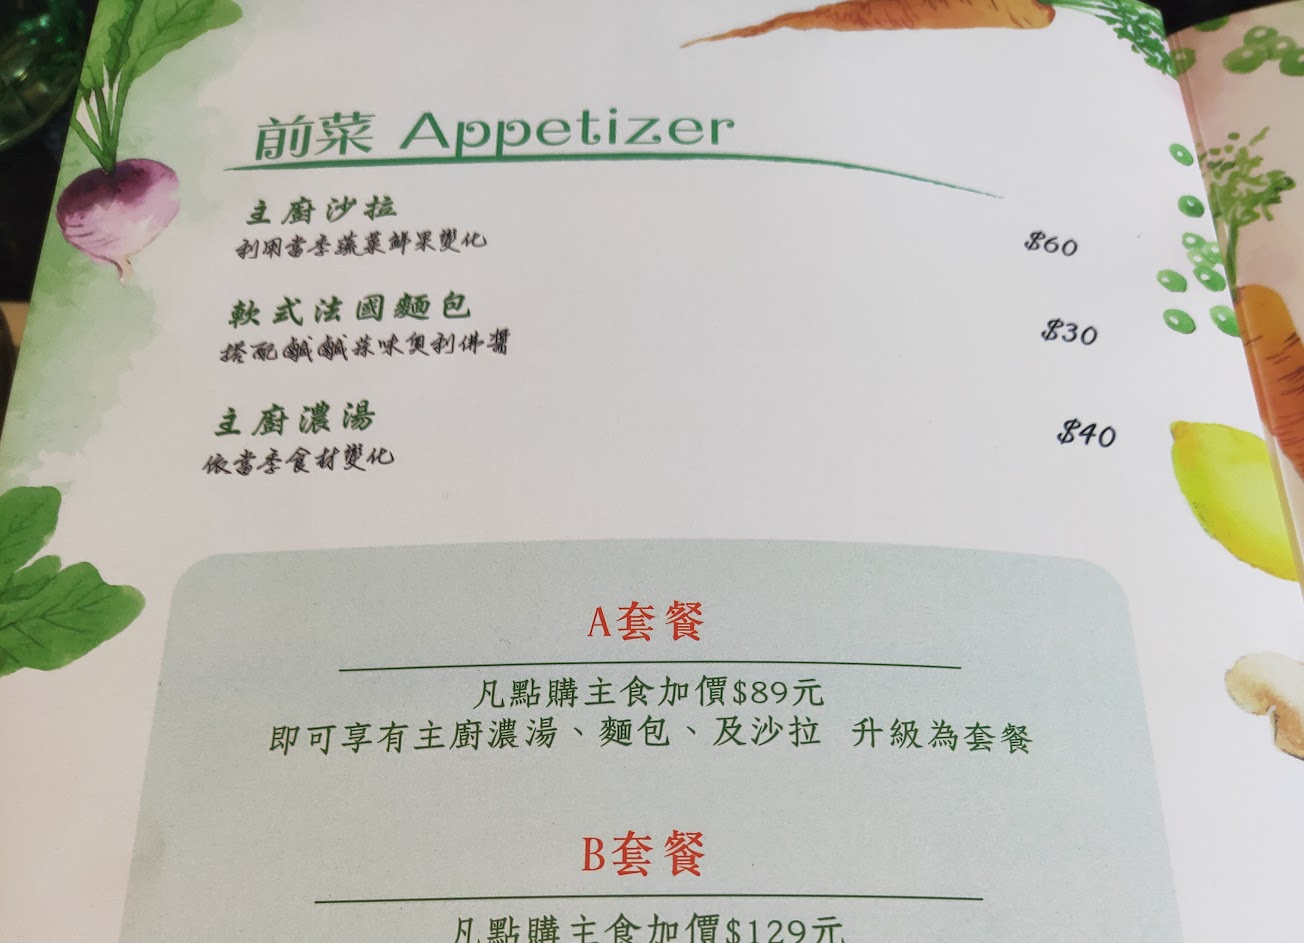 前菜 Appetizer
主廚沙拉
利用當季蔬菜鮮果變化
$60
軟式法國麵包
搭配鹹鹹蒜味奧利佛醬
$30
主廚濃湯
依當季食材變化
$40
A套餐
凡點購主食加價$89元
即可享有主廚濃湯、麵包、及沙拉 升級為套餐
B套餐
凡點購主食加價$129元